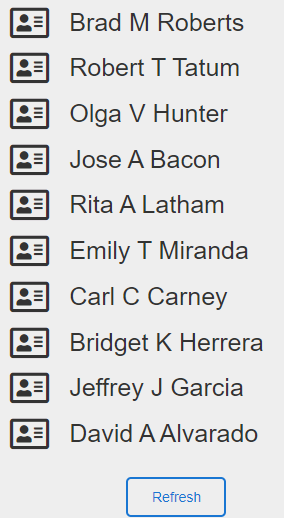 Brad M Roberts
Robert T Tatum
Olga V Hunter
Jose A Bacon
Rita A Latham
Emily T Miranda
Carl C Carney
Bridget K Herrera
Jeffrey J Garcia
David A Alvarado
Refresh